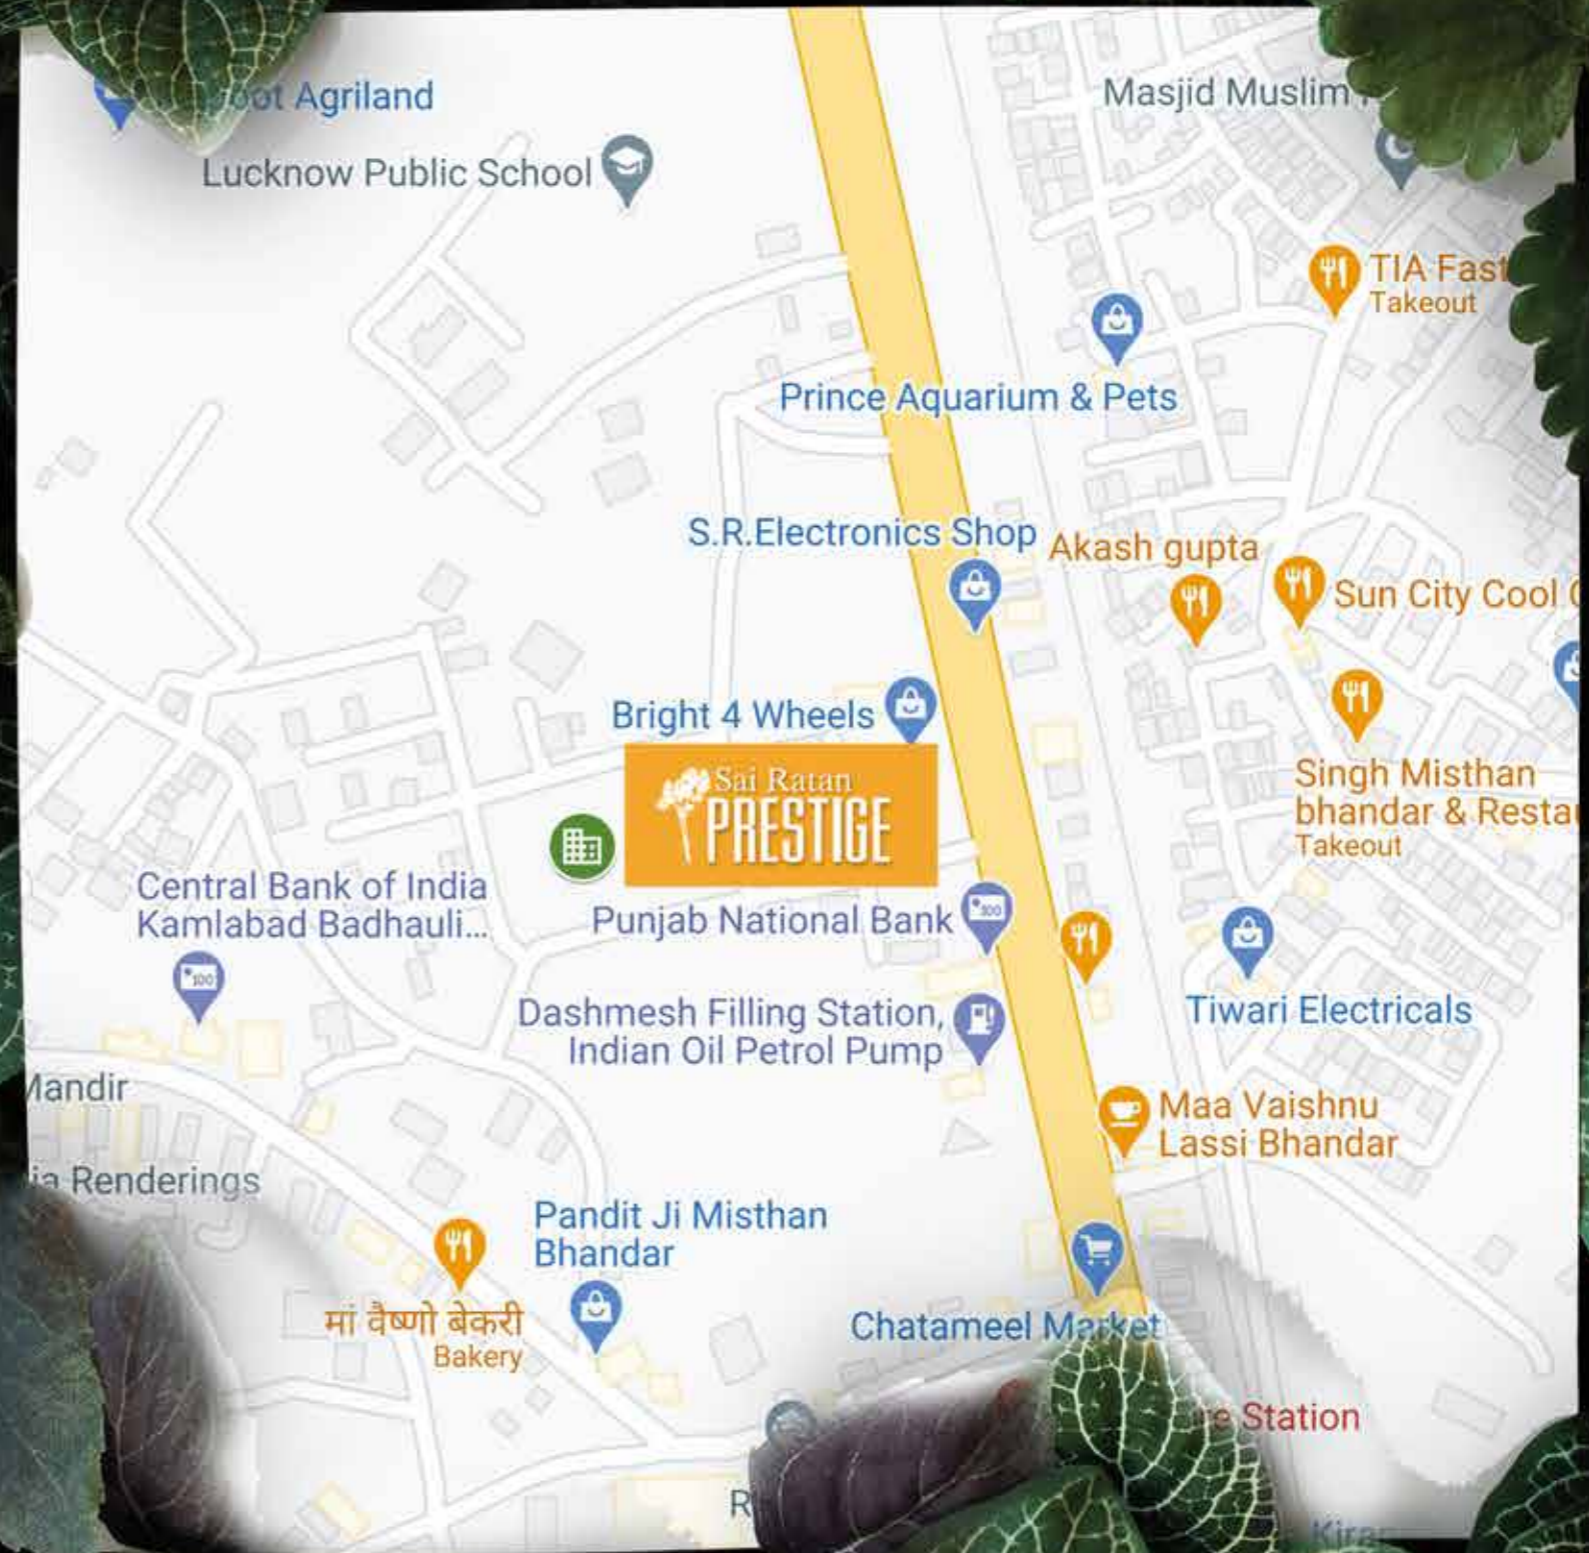 Agriland
Masjid Muslim
Lucknow Public School
TIA Fast
Takeout
Prince Aquarium & Pets
S.R.Electronics Shop
Akash gupta
Sun City Cool
Bright 4 Wheels
Sai Ratan
PRESTIGE
Singh Misthan
bhandar &
Takeout
Central Bank of India
Kamlabad Badhauli...
Punjab National Bank
Dashmesh Filling Station,
Indian Oil Petrol Pump
Tiwari Electricals
Mandir
Maa Vaishnu
Lassi Bhandar
Renderings
Pandit Ji Misthan
Bhandar
मां वैष्णो बेकरी
Bakery
Chatameel Market
Station